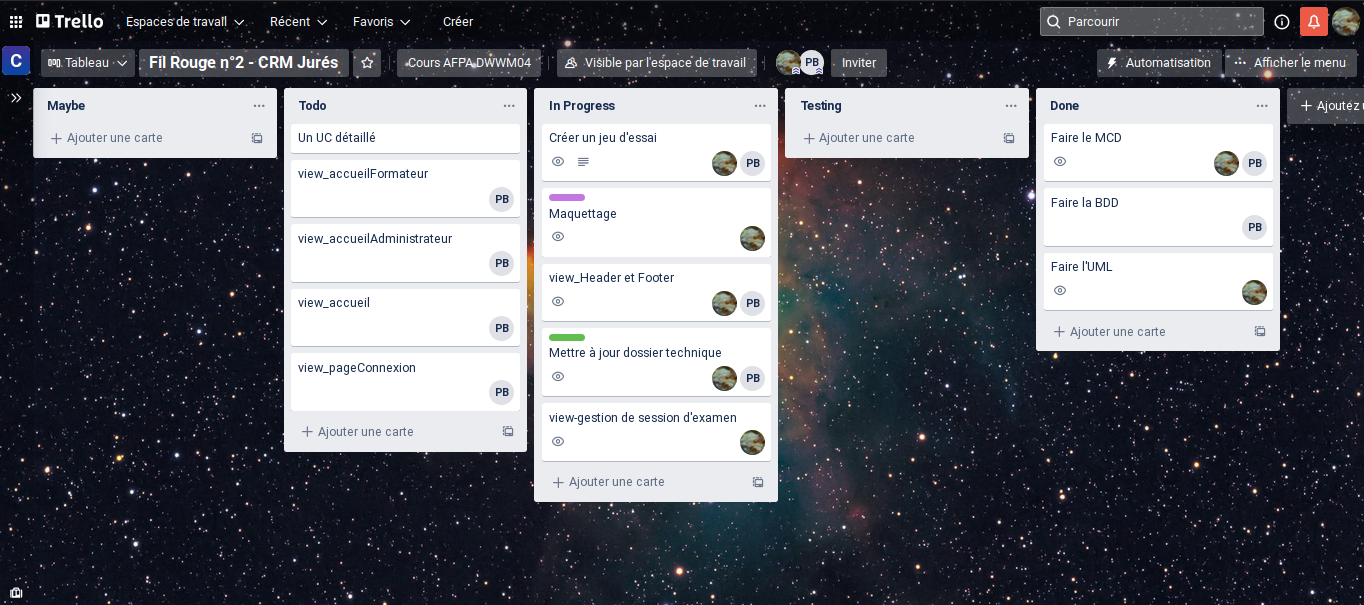 Trello Espaces de travail Récent Favoris Créer Parcourir
C Tableau Fil Rouge n°2 - CRM Jurés Cours AFPA DWWM04 Visible par l'espace de travail PB Inviter Automatisation Afficher le menu
Maybe
Ajouter une carte
Todo
Un UC détaillé
view_accueilFormateur
PB
view_accueilAdministrateur
PB
view_accueil
PB
view_pageConnexion
PB
Ajouter une carte
In Progress
Créer un jeu d'essai
PB
Maquettage
view_Header et Footer
PB
Mettre à jour dossier technique
PB
view-gestion de session d'examen
Ajouter une carte
Testing
Ajouter une carte
Done
Faire le MCD
PB
Faire la BDD
PB
Faire l'UML
Ajouter une carte
Ajoutez